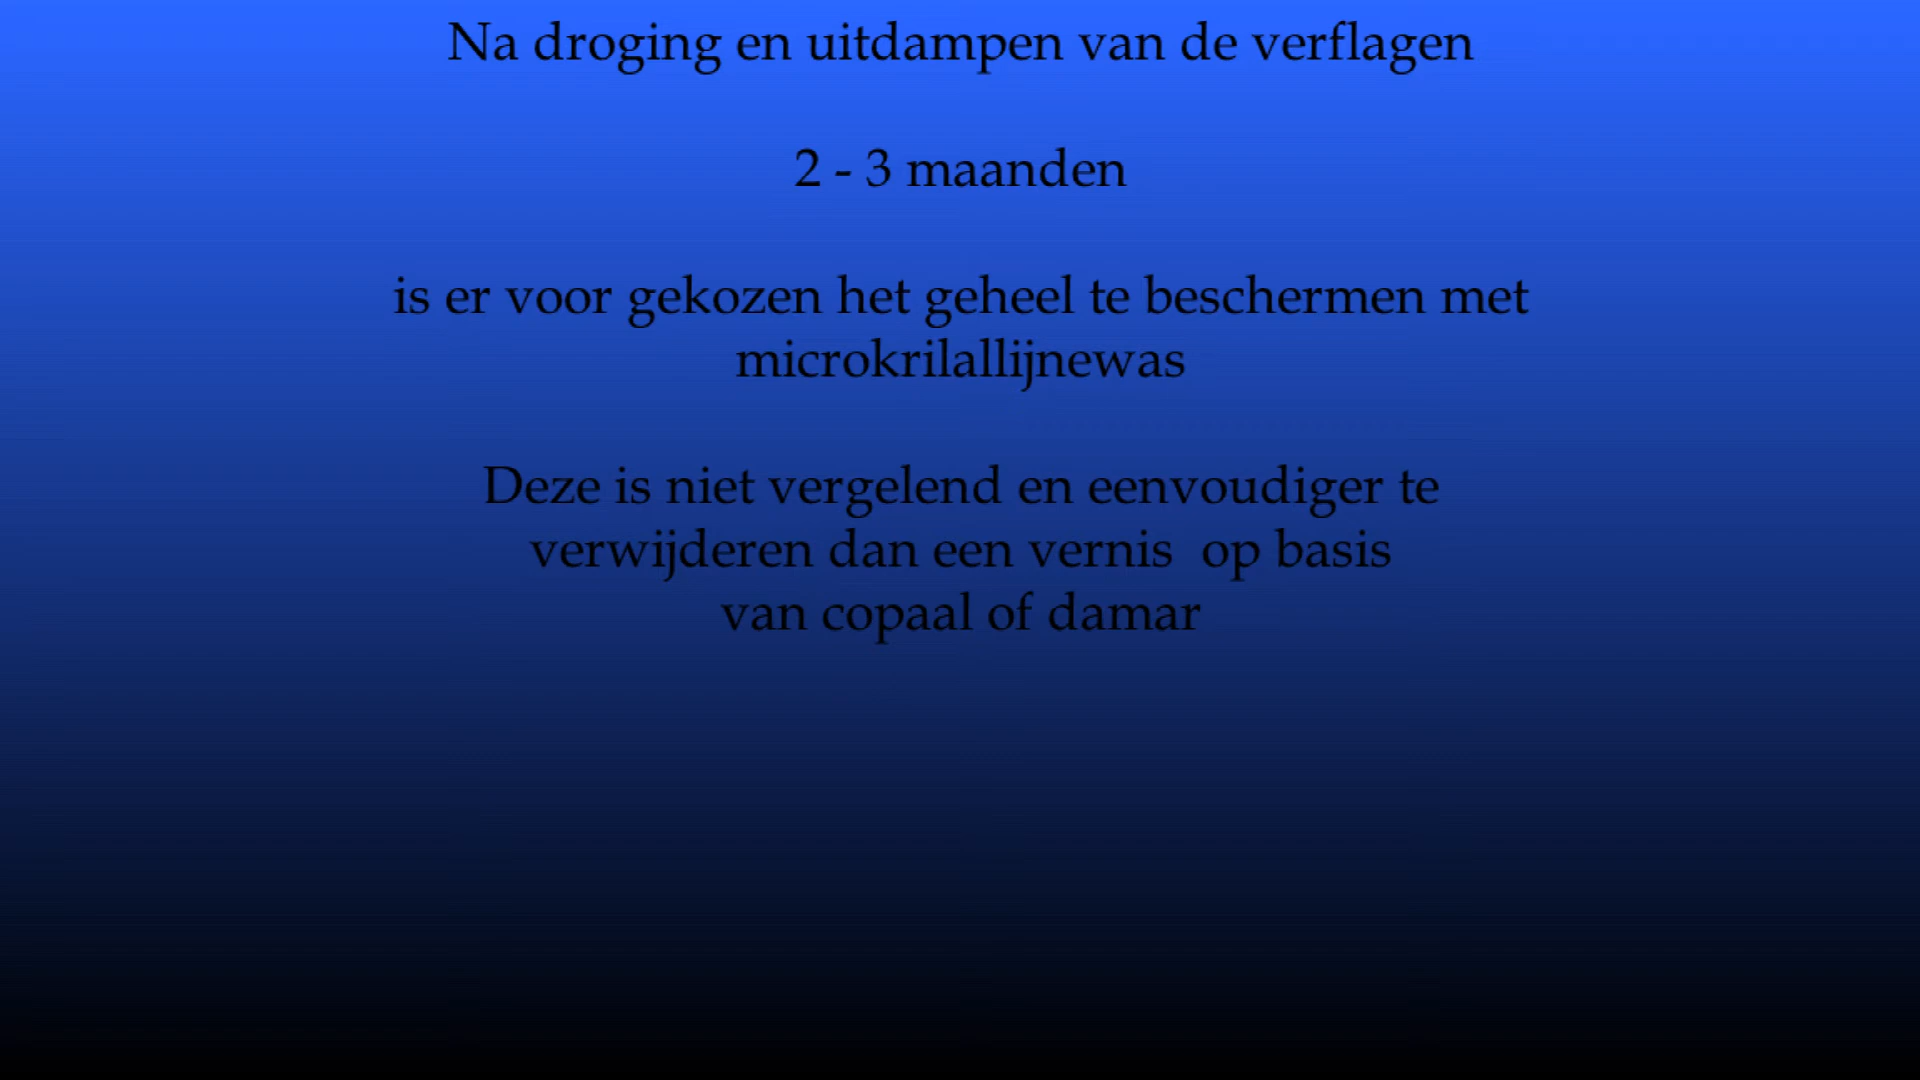 Na droging en uitdampen van de verflagen
2 - 3 maanden
is er voor gekozen het geheel te beschermen met
microkrilallijnewas
Deze is niet vergelend en eenvoudiger te
verwijderen dan een vernis  op basis
van copaal of damar